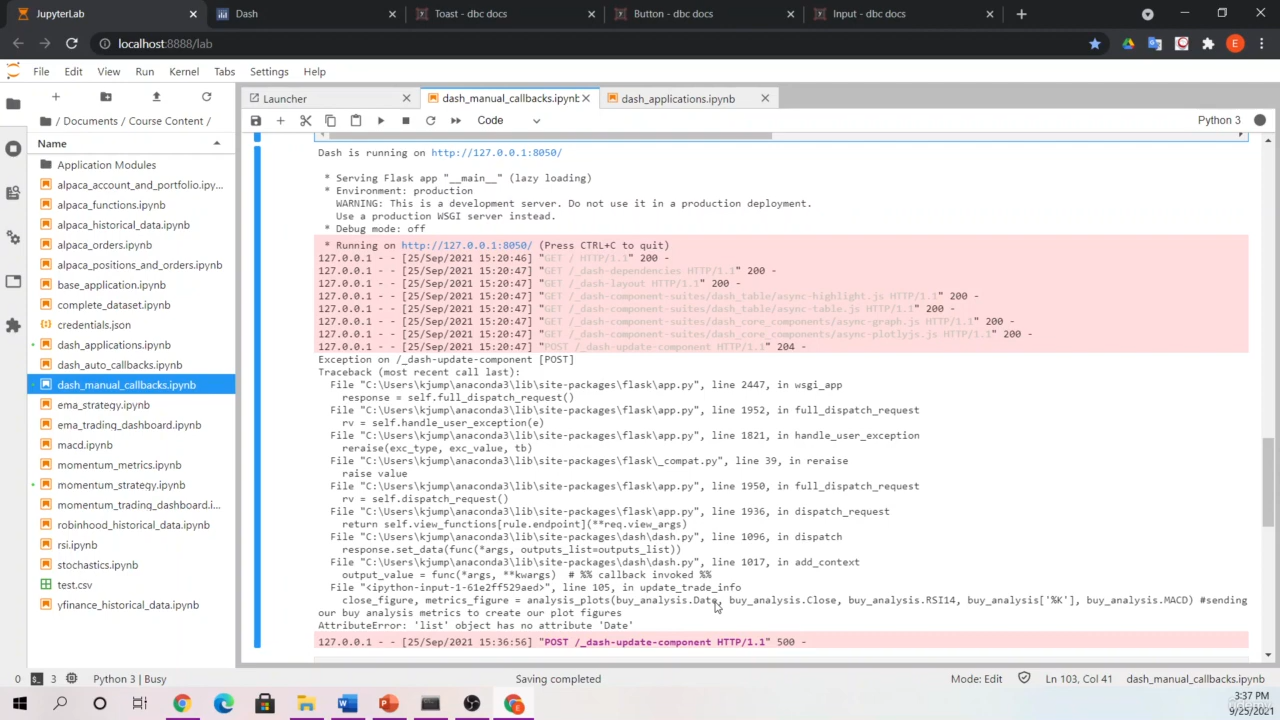 JupyterLab
Dash
Toast - dbc docs
Button - dbc docs
Input - dbc docs
localhost:8888/lab
E
File Edit View Run Kernel Tabs Settings Help
Launcher
dash_manual_callbacks.ipynb
dash_applications.ipynb
/ Documents / Course Content /
Code
Python 3
Name
Application Modules
alpaca_account_and_portfolio.ipy...
alpaca_functions.ipynb
alpaca_historical_data.ipynb
alpaca_orders.ipynb
alpaca_positions_and_orders.ipynb
base_application.ipynb
complete_dataset.ipynb
credentials.json
dash_applications.ipynb
dash_auto_callbacks.ipynb
dash_manual_callbacks.ipynb
ema_strategy.ipynb
ema_trading_dashboard.ipynb
macd.ipynb
momentum_metrics.ipynb
momentum_strategy.ipynb
momentum_trading_dashboard.i...
robinhood_historical_data.ipynb
rsi.ipynb
stochastics.ipynb
test.csv
yfinance_historical_data.ipynb
Dash is running on http://127.0.0.1:8050/
* Serving Flask app "__main__" (lazy loading)
* Environment: production
WARNING: This is a development server. Do not use it in a production deployment.
Use a production WSGI server instead.
* Debug mode: off
* Running on http://127.0.0.1:8050/ (Press CTRL+C to quit)
127.0.0.1 - - [25/Sep/2021 15:20:46] "GET / HTTP/1.1" 200 -
127.0.0.1 - - [25/Sep/2021 15:20:47] "GET /_dash-dependencies HTTP/1.1" 200 -
127.0.0.1 - - [25/Sep/2021 15:20:47] "GET /_dash-layout HTTP/1.1" 200 -
127.0.0.1 - - [25/Sep/2021 15:20:47] "GET /_dash-component-suites/dash_table/async-highlight.js HTTP/1.1" 200 -
127.0.0.1 - - [25/Sep/2021 15:20:47] "GET /_dash-component-suites/dash_table/async-table.js HTTP/1.1" 200 -
127.0.0.1 - - [25/Sep/2021 15:20:47] "GET /_dash-component-suites/dash_core_components/async-graph.js HTTP/1.1" 200 -
127.0.0.1 - - [25/Sep/2021 15:20:47] "GET /_dash-component-suites/dash_core_components/async-plotlyjs.js HTTP/1.1" 200 -
127.0.0.1 - - [25/Sep/2021 15:20:47] "POST /_dash-update-component HTTP/1.1" 204 -
Exception on /_dash-update-component [POST]
Traceback (most recent call last):
File "C:\Users\kjump\anaconda3\lib\site-packages\flask\app.py", line 2447, in wsgi_app
response = self.full_dispatch_request()
File "C:\Users\kjump\anaconda3\lib\site-packages\flask\app.py", line 1952, in full_dispatch_request
rv = self.handle_user_exception(e)
File "C:\Users\kjump\anaconda3\lib\site-packages\flask\app.py", line 1821, in handle_user_exception
reraise(exc_type, exc_value, tb)
File "C:\Users\kjump\anaconda3\lib\site-packages\flask\_compat.py", line 39, in reraise
raise value
File "C:\Users\kjump\anaconda3\lib\site-packages\flask\app.py", line 1950, in full_dispatch_request
rv = self.dispatch_request()
File "C:\Users\kjump\anaconda3\lib\site-packages\flask\app.py", line 1936, in dispatch_request
return self.view_functions[rule.endpoint](**req.view_args)
File "C:\Users\kjump\anaconda3\lib\site-packages\dash\dash.py", line 1096, in dispatch
response.set_data(func(*args, outputs_list=outputs_list))
File "C:\Users\kjump\anaconda3\lib\site-packages\dash\dash.py", line 1017, in add_context
output_value = func(*args, **kwargs) # %% callback invoked %%
File "<ipython-input-1-61e2ff529aed>", line 105, in update_trade_info
close_figure, metrics_figure = analysis_plots(buy_analysis.Date, buy_analysis.Close, buy_analysis.RSI14, buy_analysis['%K'], buy_analysis.MACD) #sending
our buy analysis metrics to create our plot figures
AttributeError: 'list' object has no attribute 'Date'
127.0.0.1 - - [25/Sep/2021 15:36:56] "POST /_dash-update-component HTTP/1.1" 500 -
0 3 Python 3 | Busy
Saving completed
Mode: Edit
Ln 103, Col 41
dash_manual_callbacks.ipynb
3:37 PM
9/25/2021